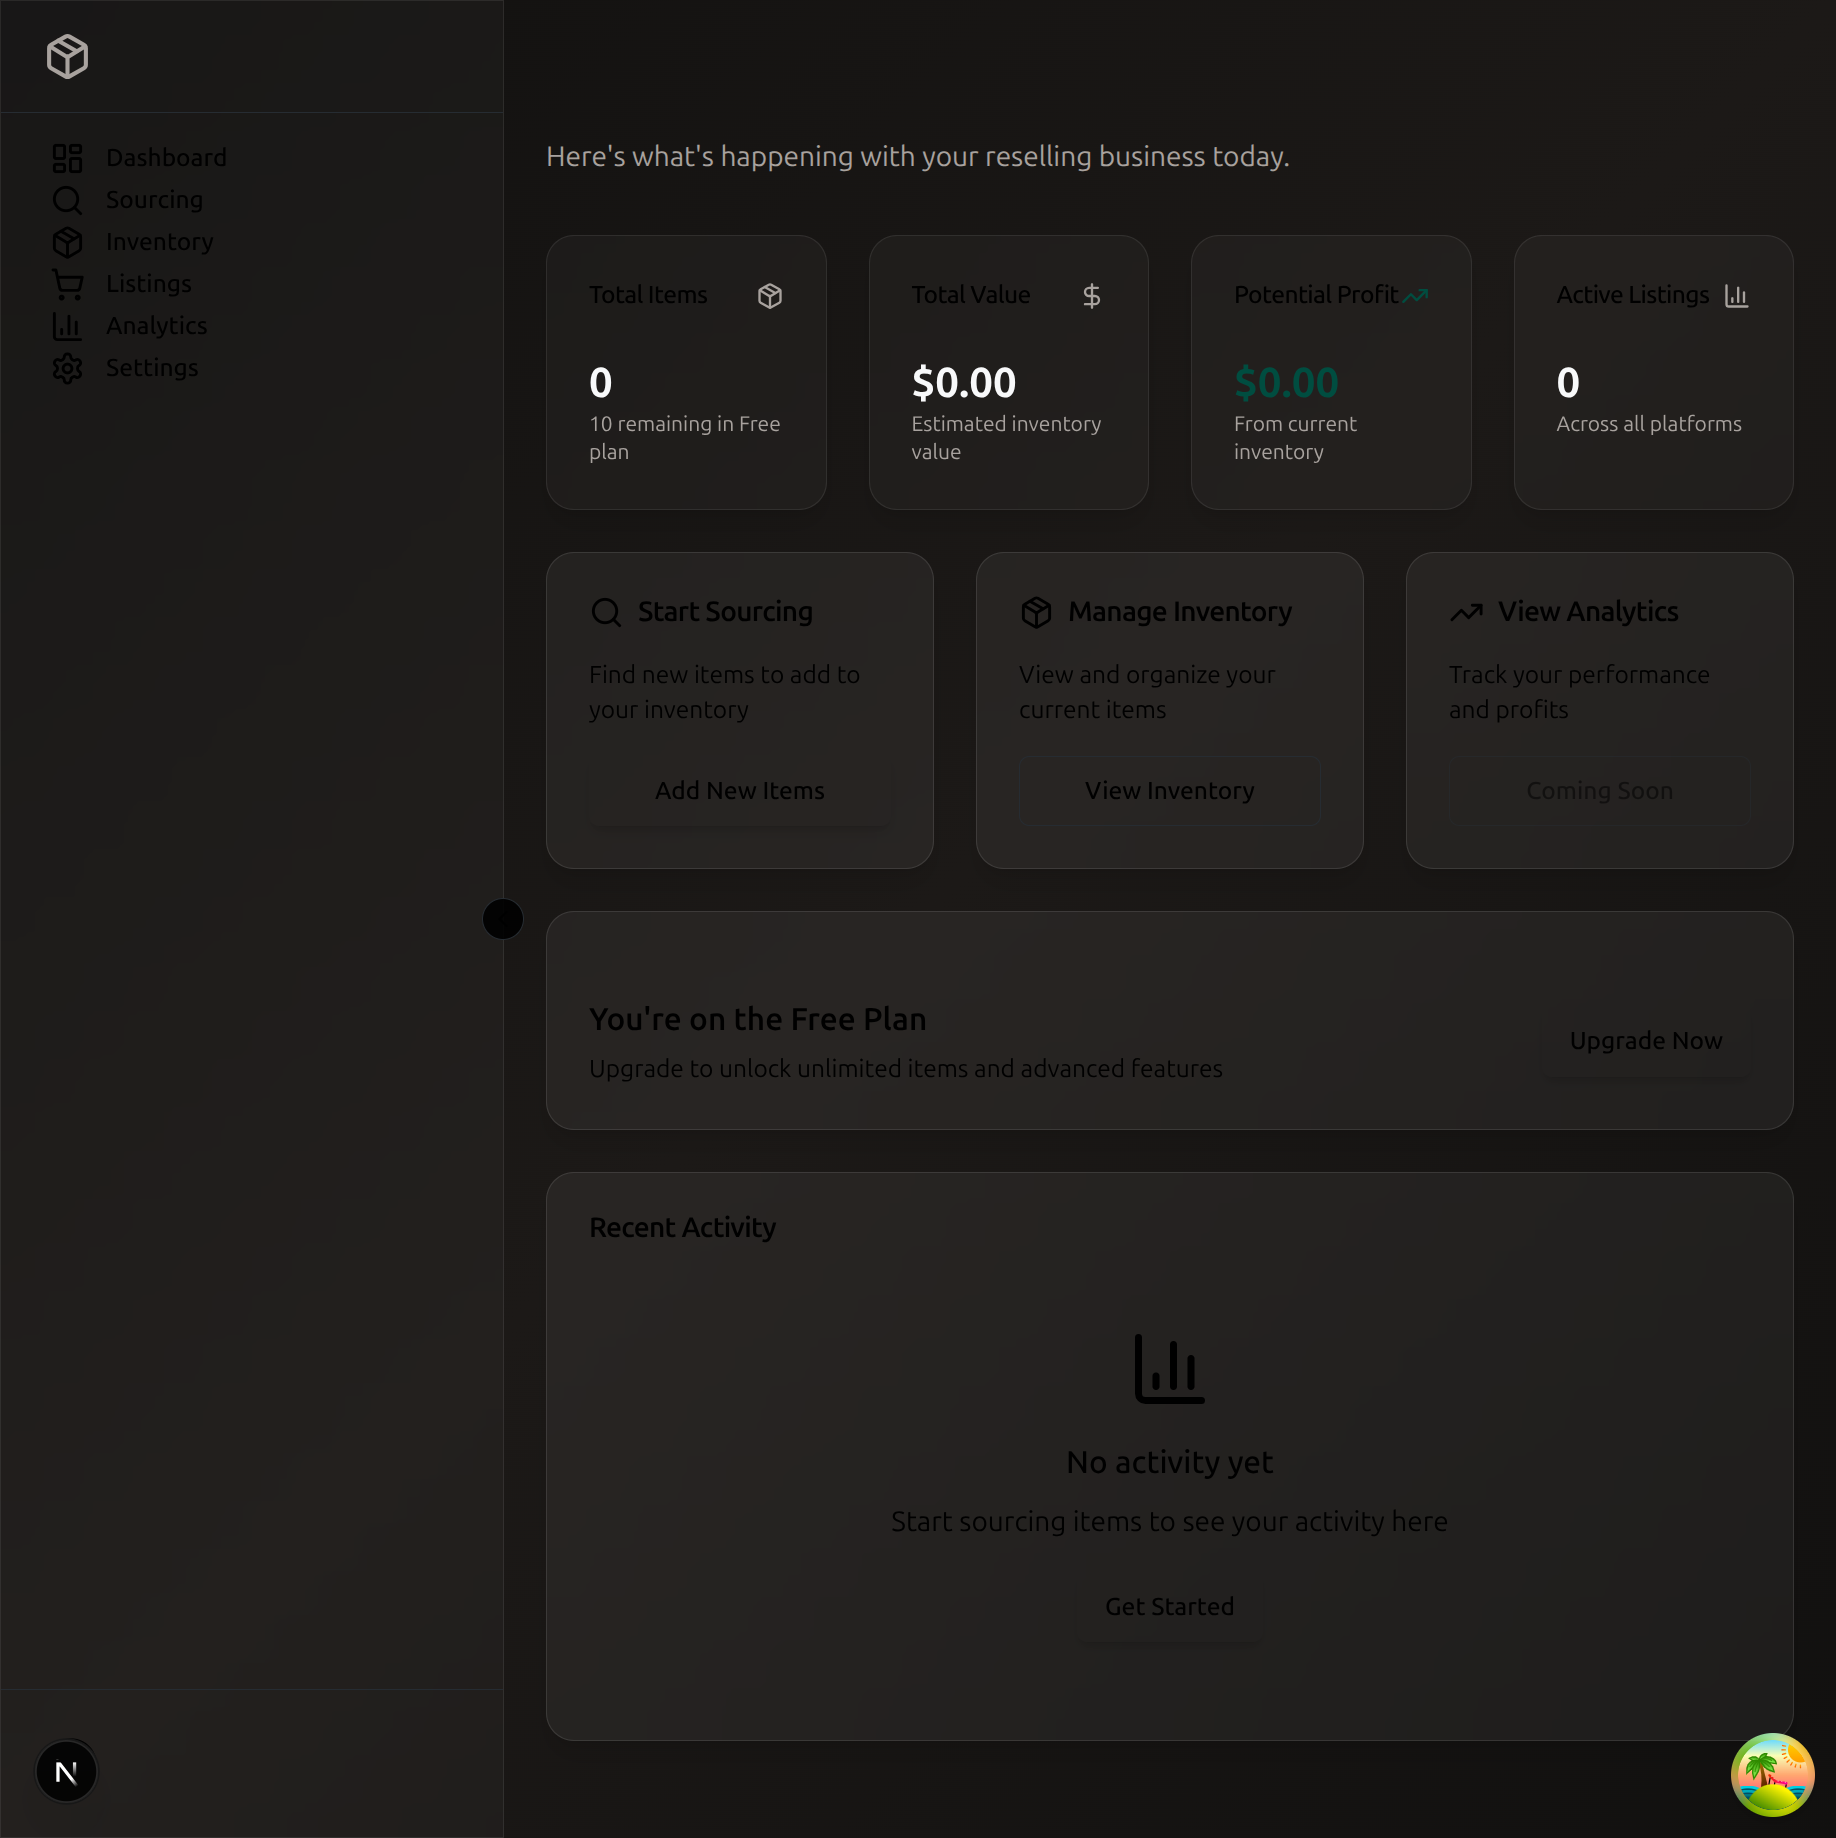 Dashboard
Sourcing
Inventory
Listings
Analytics
Settings
Here's what's happening with your reselling business today.
Total Items
0
10 remaining in Free
plan
Total Value
$0.00
Estimated inventory
value
Potential Profit
$0.00
From current
inventory
Active Listings
0
Across all platforms
Start Sourcing
Find new items to add to
your inventory
Add New Items
Manage Inventory
View and organize your
current items
View Inventory
View Analytics
Track your performance
and profits
Coming Soon
You're on the Free Plan
Upgrade to unlock unlimited items and advanced features
Upgrade Now
Recent Activity
No activity yet
Start sourcing items to see your activity here
Get Started
N